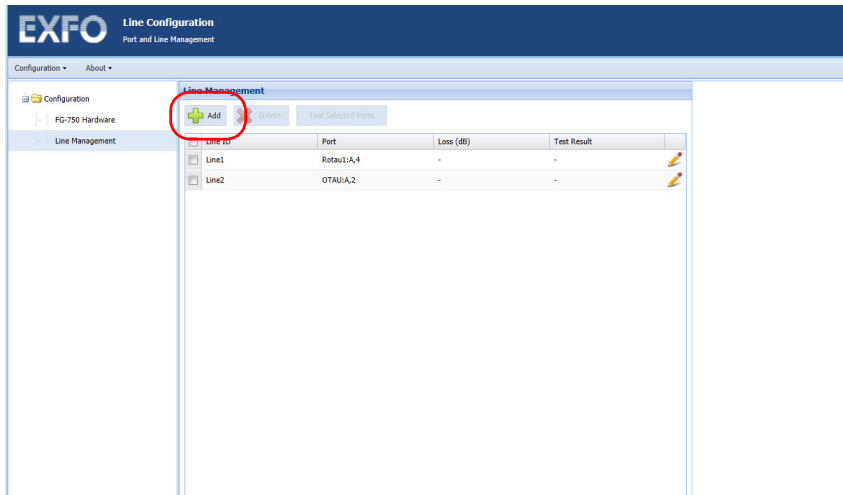 EXFO
Line Configuration
Port and Line Management
Configuration About
Configuration
FG-750 Hardware
Line Management
Line Management
Add Delete Test Selected Ports
Line ID Port Loss (dB) Test Result
Line1 Rotau1:A,4 - -
Line2 OTAU:A,2 - -